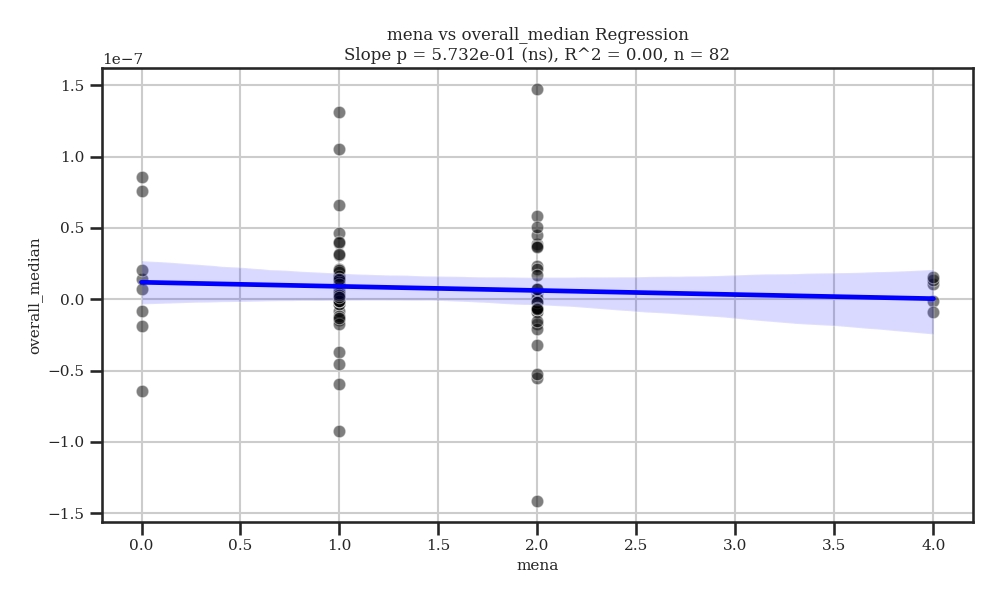 mena vs overall_median Regression
Slope p = 5.732e-01 (ns), R^2 = 0.00, n = 82
1e−7
1.5
1.0
0.5
0.0
−0.5
−1.0
−1.5
overall_median
0.0 0.5 1.0 1.5 2.0 2.5 3.0 3.5 4.0
mena